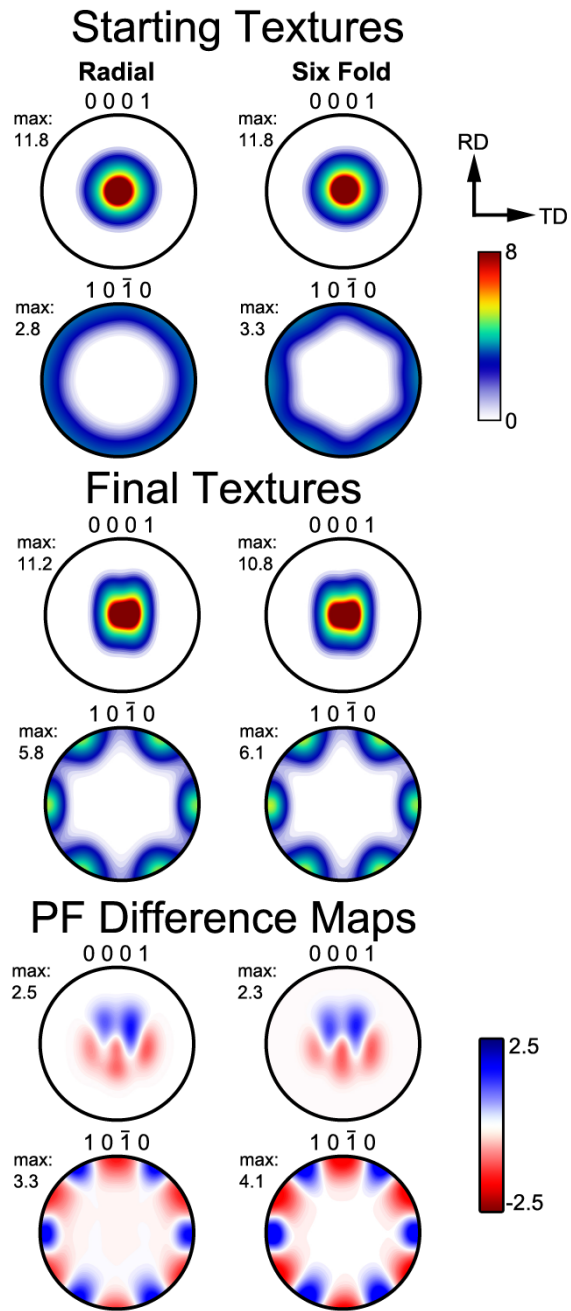 Starting Textures
Radial Six Fold
0 0 0 1 0 0 0 1
max: 11.8 max: 11.8
RD
TD
1 0 1̄ 0 1 0 1̄ 0
max: 2.8 max: 3.3
8
0
Final Textures
0 0 0 1 0 0 0 1
max: 11.2 max: 10.8
1 0 1̄ 0 1 0 1̄ 0
max: 5.8 max: 6.1
PF Difference Maps
0 0 0 1 0 0 0 1
max: 2.5 max: 2.3
2.5
1 0 1̄ 0 1 0 1̄ 0
max: 3.3 max: 4.1
-2.5